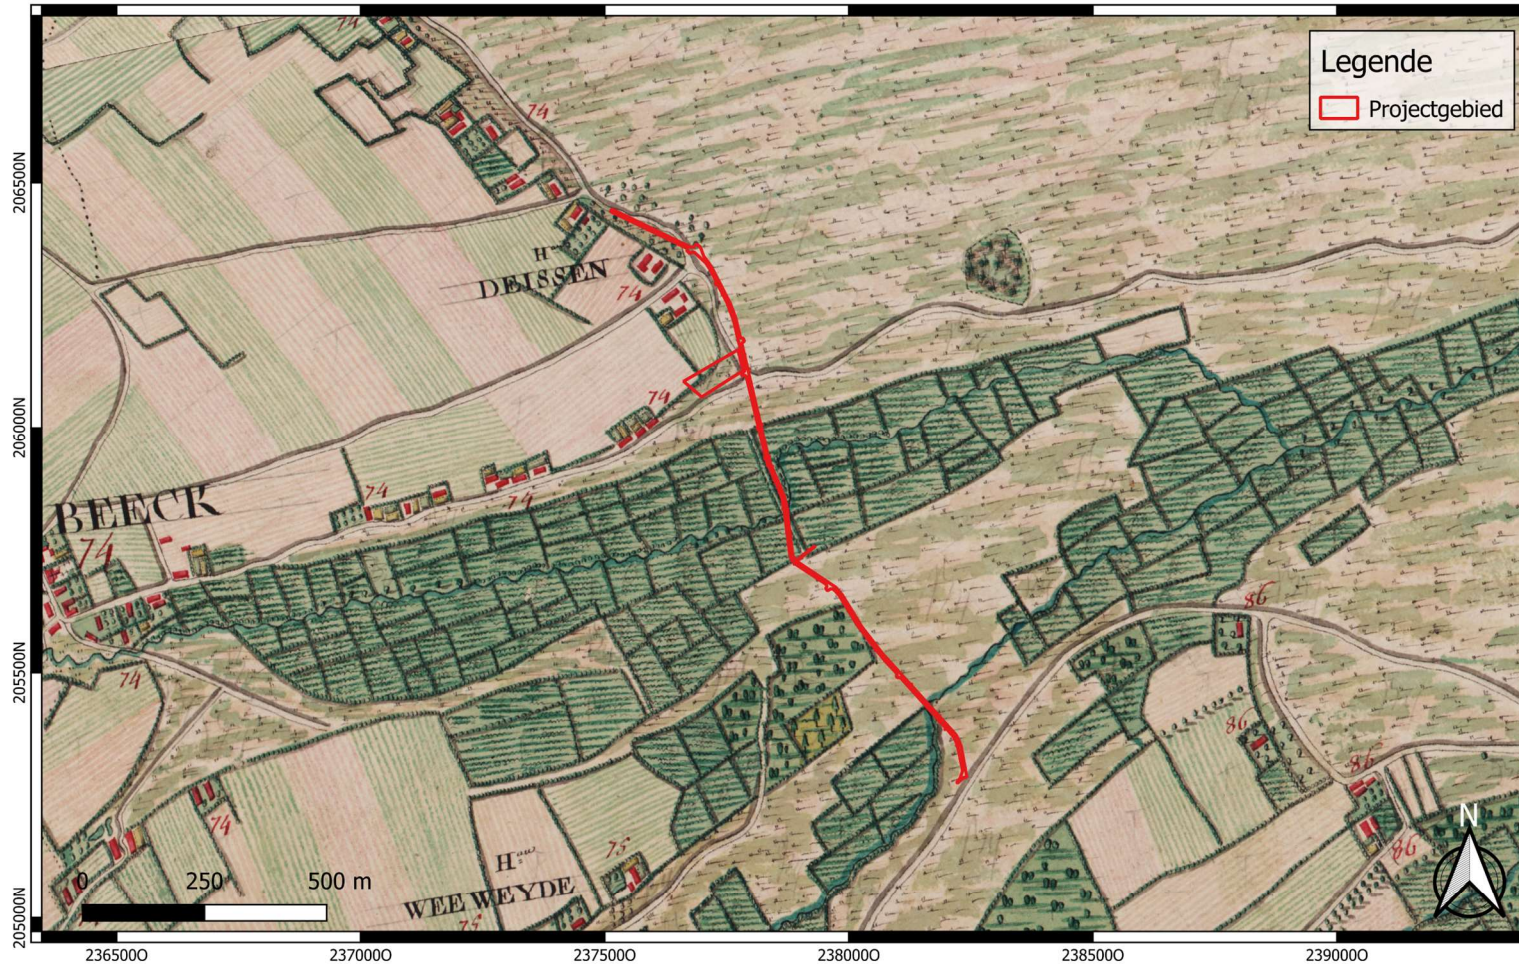 Legende
Projectgebied
74
74
206500N
H
DEISSEN
74
74
206000N
BEECK
74
74
74
86
205500N
74
86
86
74
75
H
WEE WEYDE
86
N
0 250 500 m
75
205000N
236500O
237000O
237500O
238000O
238500O
239000O